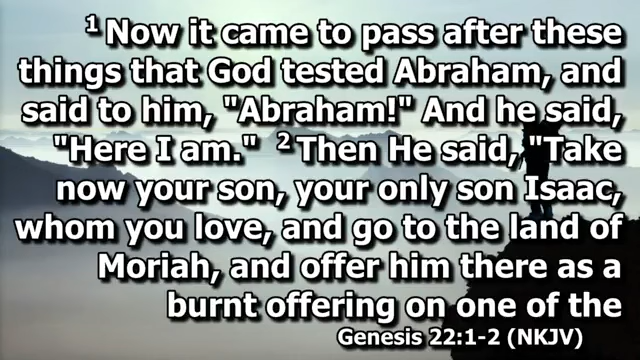 1 Now it came to pass after these
things that God tested Abraham, and
said to him, "Abraham!" And he said,
"Here I am."  2 Then He said, "Take
now your son, your only son Isaac,
whom you love, and go to the land of
Moriah, and offer him there as a
burnt offering on one of the
Genesis 22:1-2 (NKJV)